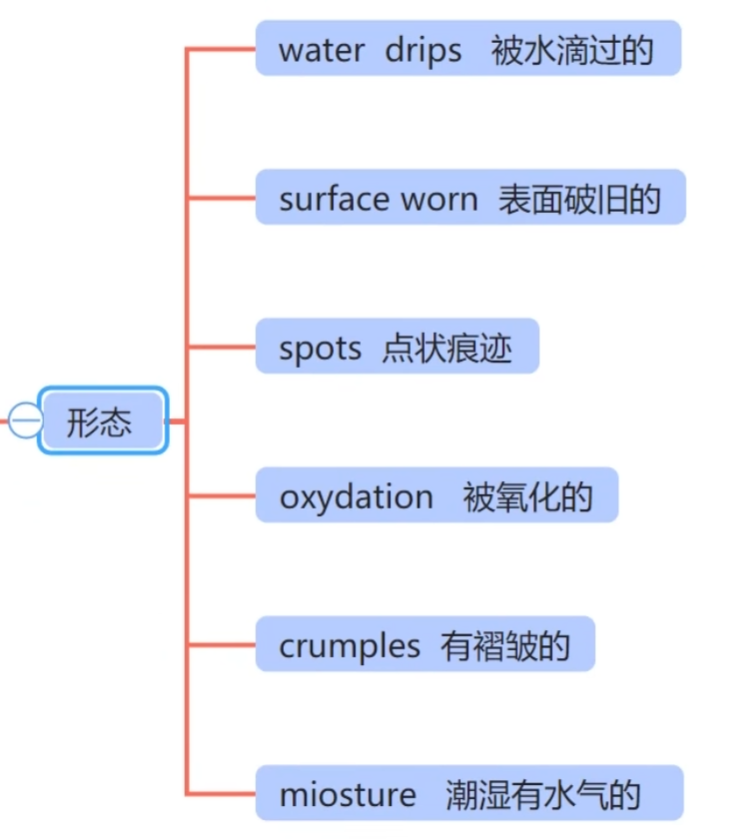 water drips 被水滴过的
surface worn 表面破旧的
spots 点状痕迹
形态
oxydation 被氧化的
crumples 有褶皱的
miosture 潮湿有水气的